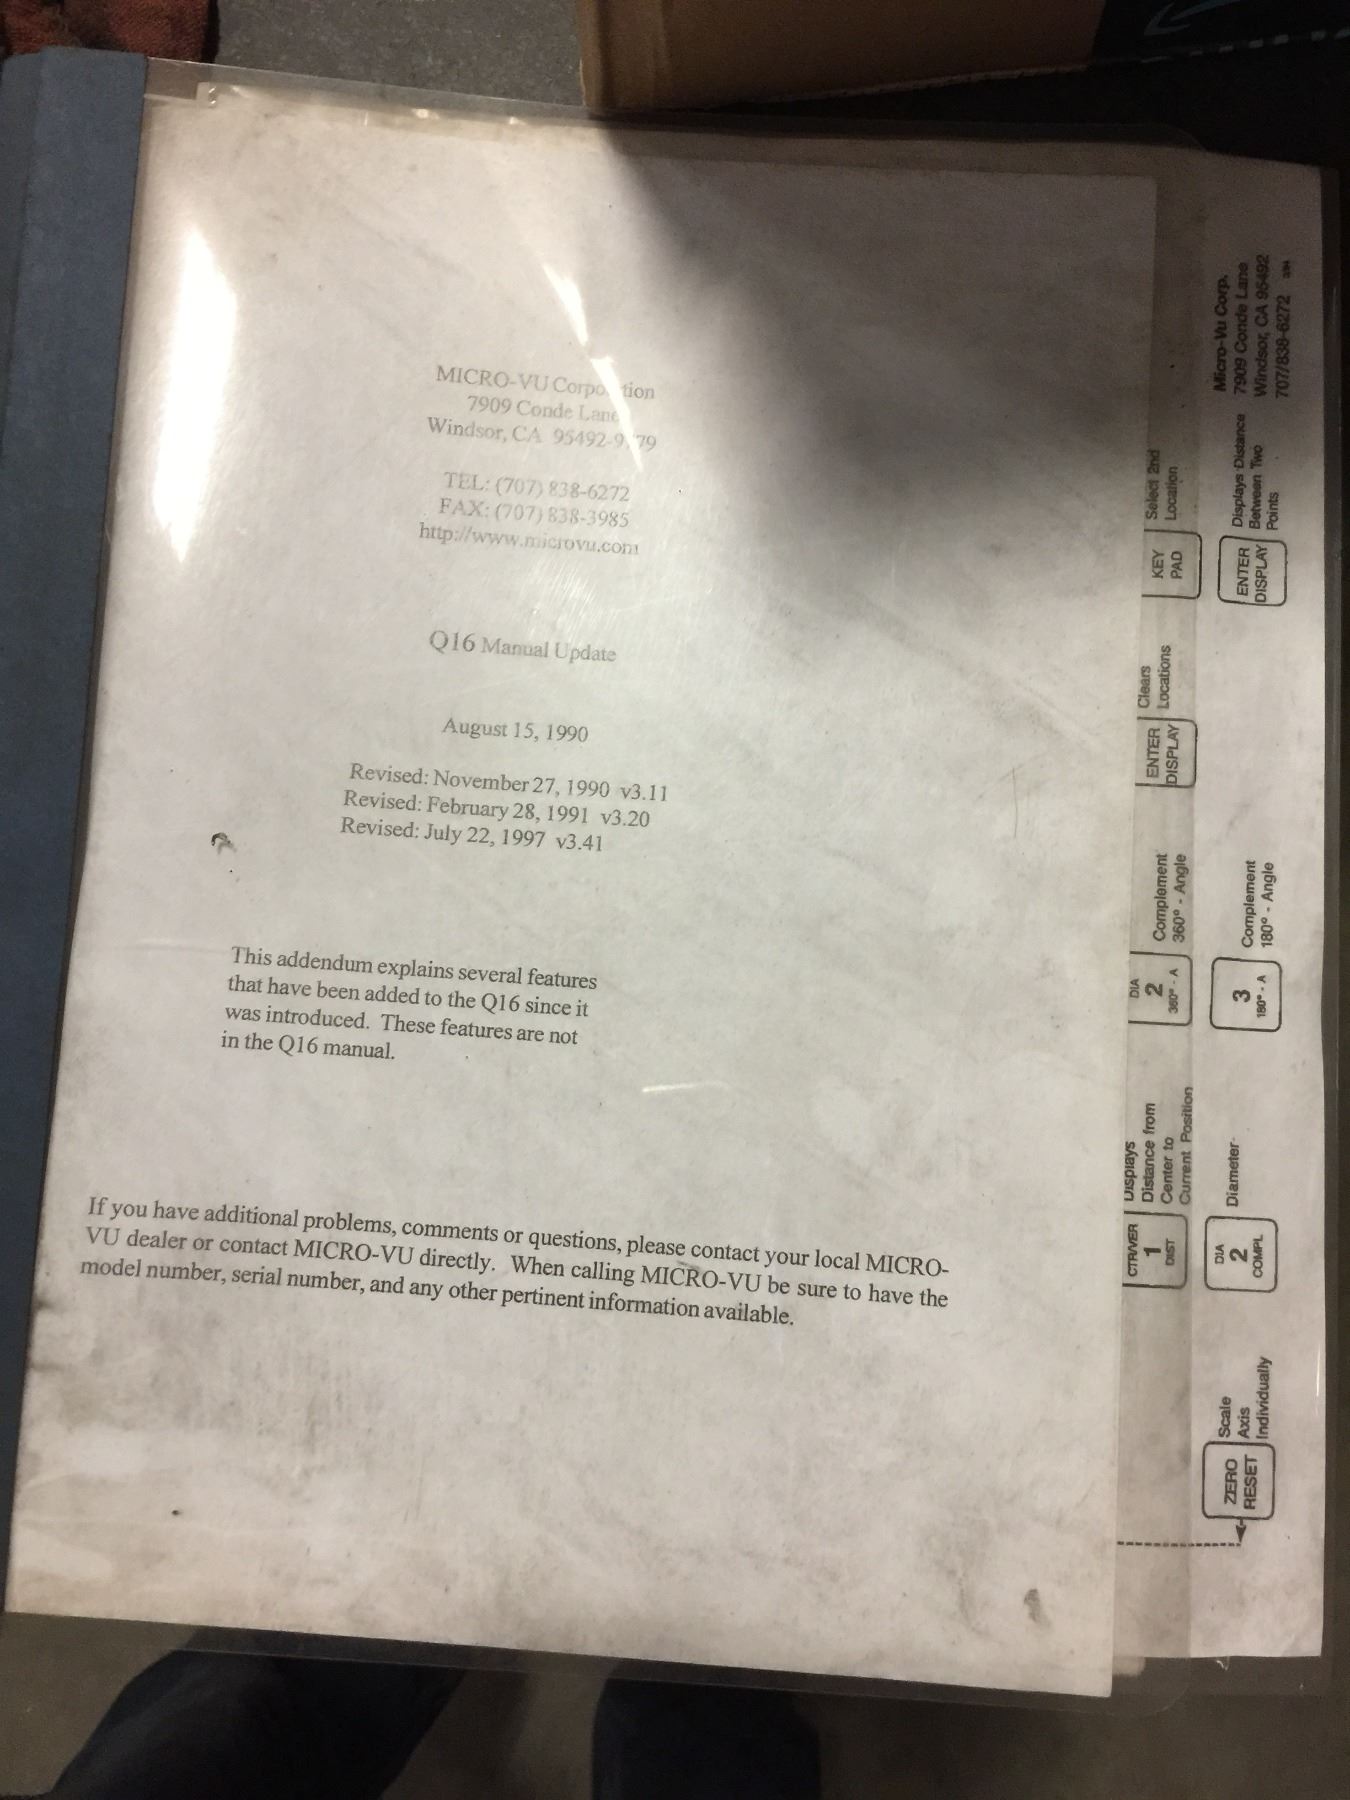 MICRO-VU
7909 Conde Lane
Windsor, CA 95492-9 79
TEL: (707) 838-6272
FAX: (707) 838-3985
http://www.microvu.com
Q16 Manual Update
August 15, 1990
Revised: November 27, 1990 v3.11
Revised: February 28, 1991 v3.20
Revised: July 22, 1997 v3.41
This addendum explains several features
that have been added to the Q16 since it
was introduced. These features are not
in the Q16 manual.
If you have additional problems, comments or questions, please contact your local MICRO-
VU dealer or contact MICRO-VU directly. When calling MICRO-VU be sure to have the
model number, serial number, and any other pertinent information available.
CTR/VER
1
DIST
Displays
Distance from
Center to
Current Position
DIA
2
360° - A
Complement
360° - Angle
ENTER
DISPLAY
Clears
Locations
KEY
PAD
Select 2nd
Location
ZERO
RESET
Scale
Axis
Individually
DIA
2
COMPL
Diameter
3
180° - A
Complement
180° - Angle
ENTER
DISPLAY
Displays Distance
Between Two
Points
Micro-Vu Corp.
7909 Conde Lane
Windsor, CA 95492
707/838-6272